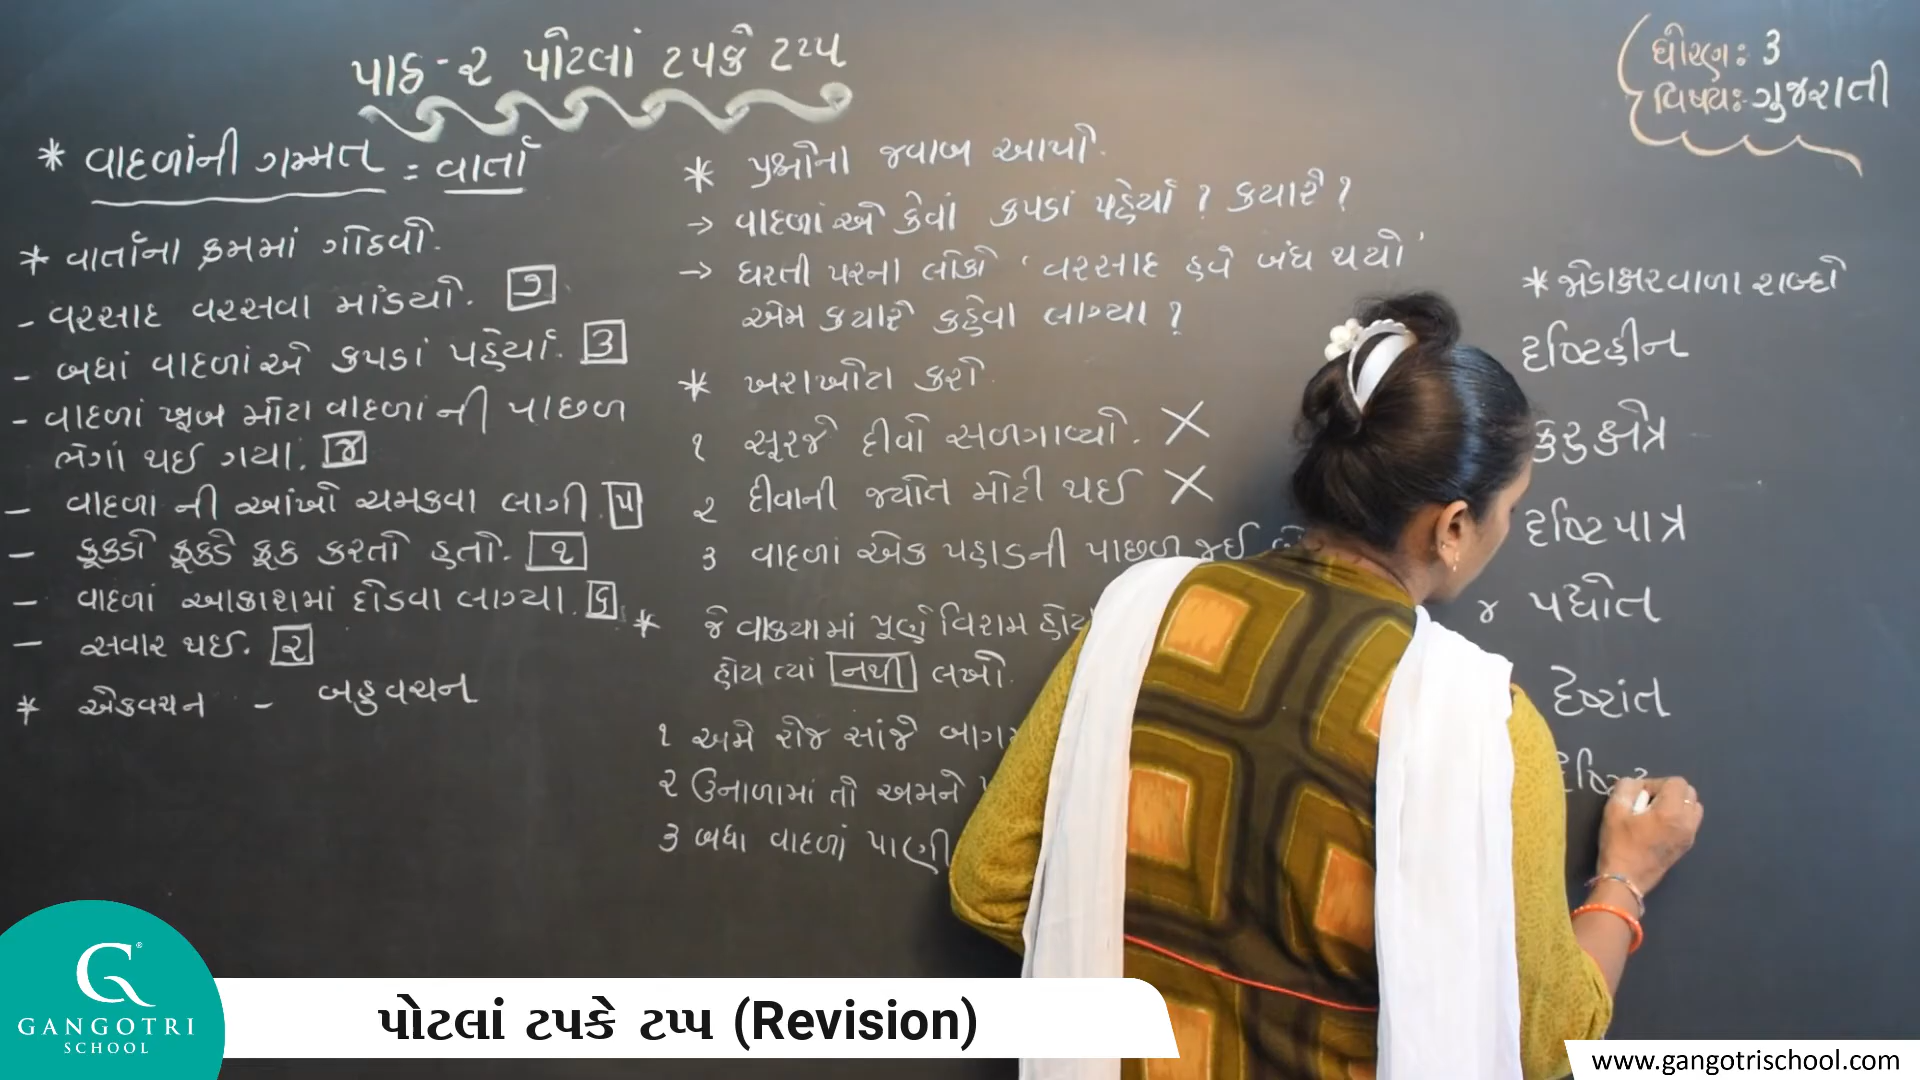 પાઠ - ૨ પોટલાં ટપકે ટપ્પ
ધોરણ: 3
વિષય:- ગુજરાતી
* વાદળાંની ગમ્મત = વાર્તા
* વાર્તાના ક્રમમાં ગોઠવો.
- વરસાદ વરસવા માંડયો. ૭
- બધાં વાદળાંએ કપડાં પહેર્યાં. ૩
- વાદળાં ખૂબ મોટા વાદળાંની પાછળ
ભેગાં થઈ ગયા. ૪
- વાદળાની આંખો ચમકવા લાગી. ૫
- કૂકડો કૂકડે કૂક કરતો હતો. ૧
- વાદળાં આકાશમાં દોડવા લાગ્યા. ૬
- સવાર થઈ. ૨
* એકવચન - બહુવચન
* પ્રશ્નોના જવાબ આપો.
→ વાદળાંએ કેવાં કપડાં પહેર્યાં ? કયારે ?
→ ધરતી પરના લોકો ' વરસાદ હવે બંધ થયો '
એમ કયારે કહેવા લાગ્યા ?
* ખરાખોટા કરો.
૧ સૂરજે દીવો સળગાવ્યો. ✗
૨ દીવાની જ્યોત મોટી થઈ ✗
૩ વાદળાં એક પહાડની પાછળ જઈ
* જે વાકયામાં પૂર્ણ વિરામ હોય
હોય ત્યાં નથી લખો.
૧ અમે રોજ સાંજે
૨ ઉનાળામાં તો અમને
૩ બધા વાદળાં પાણી
* જોડાક્ષરવાળા શબ્દો
દૃષ્ટિહીન
કુરુક્ષેત્ર
દૃષ્ટિપાત્ર
૪ પદ્યોત
દેષ્ટાંત
GANGOTRI
SCHOOL
પોટલાં ટપકે ટપ્પ (Revision)
www.gangotrischool.com